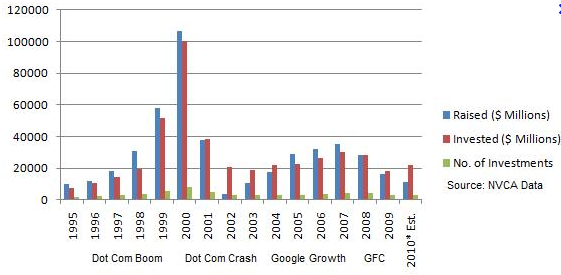 120000
100000
80000
60000
40000
20000
0
1995
1996
1997
1998
1999
2000
2001
2002
2003
2004
2005
2006
2007
2008
2009
2010* Est.
Dot Com Boom
Dot Com Crash
Google Growth
GFC
Raised ($ Millions)
Invested ($ Millions)
No. of Investments
Source: NVCA Data